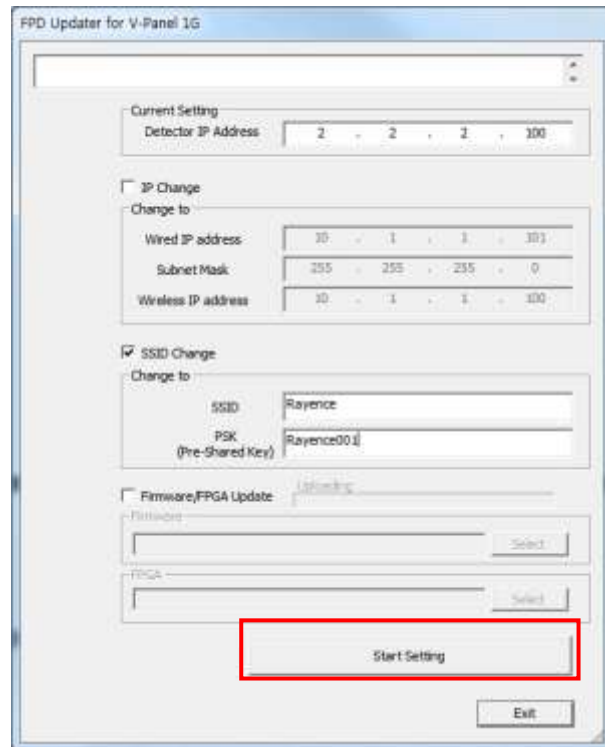 FPD Updater for V-Panel 1G
Current Setting
Detector IP Address 2 . 2 . 2 . 100
IP Change
Change to
Wired IP address 10 . 1 . 1 . 101
Subnet Mask 255 . 255 . 255 . 0
Wireless IP address 10 . 1 . 1 . 100
SSID Change
Change to
SSID Rayence
PSK
(Pre-Shared Key) Rayence001
Uploading
Firmware/FPGA Update
Firmware
Select
FPGA
Select
Start Setting
Exit